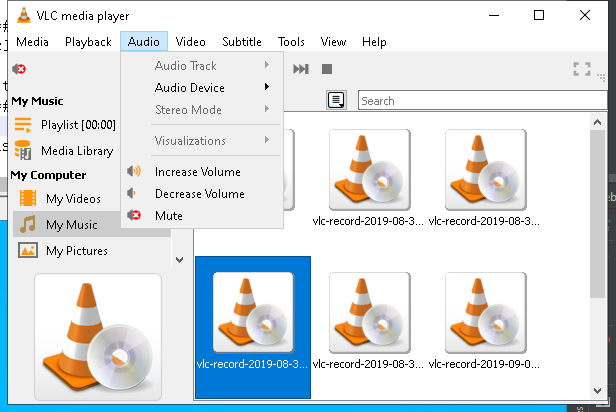 VLC media player
Media Playback Audio Video Subtitle Tools View Help
Audio Track
Audio Device
Stereo Mode
Visualizations
Increase Volume
Decrease Volume
Mute
Search
My Music
Playlist [00:00]
Media Library
My Computer
My Videos
My Music
My Pictures
vlc-record-2019-08-3... vlc-record-2019-08-3...
vlc-record-2019-08-3... vlc-record-2019-08-3... vlc-record-2019-09-0...